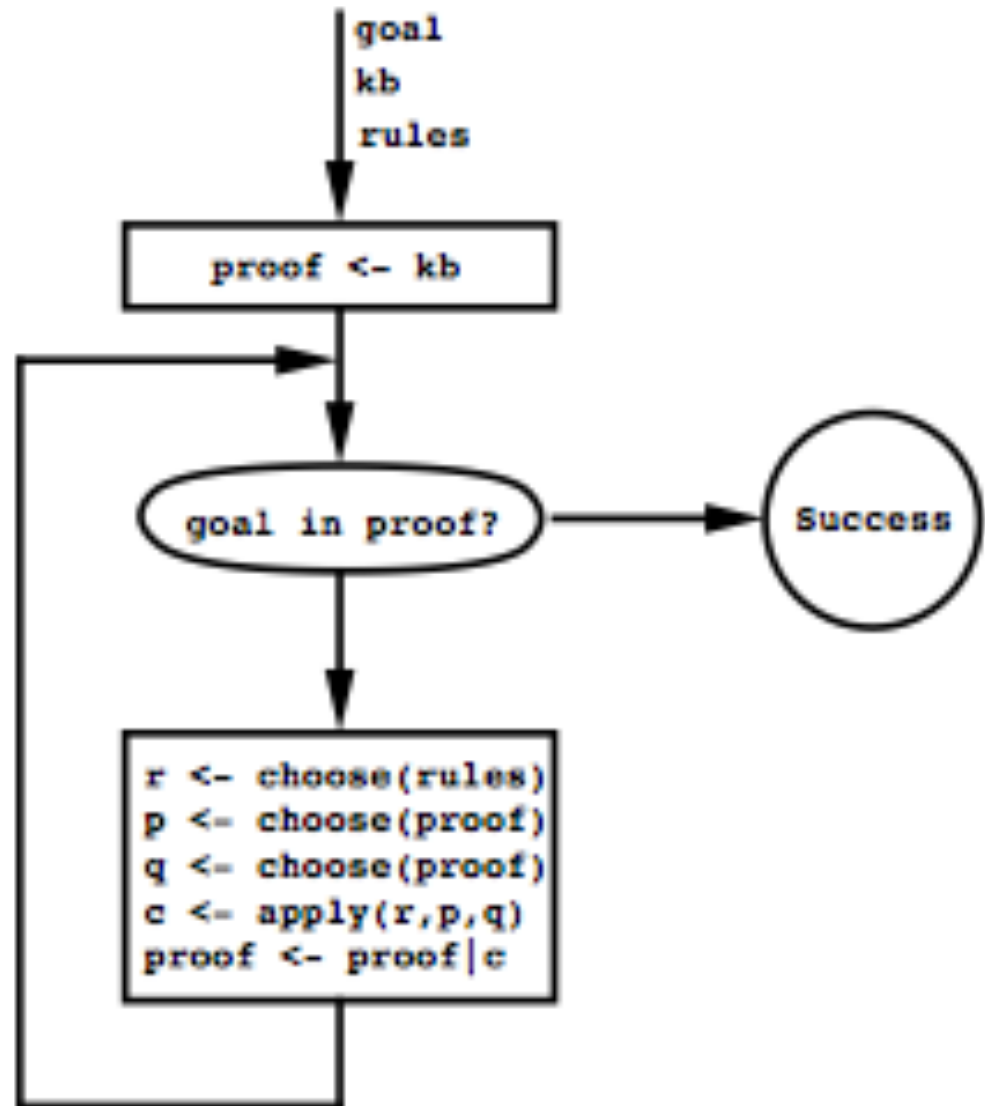 goal
kb
rules
proof <- kb
goal in proof?
Success
r <- choose(rules)
p <- choose(proof)
q <- choose(proof)
c <- apply(r,p,q)
proof <- proof|c